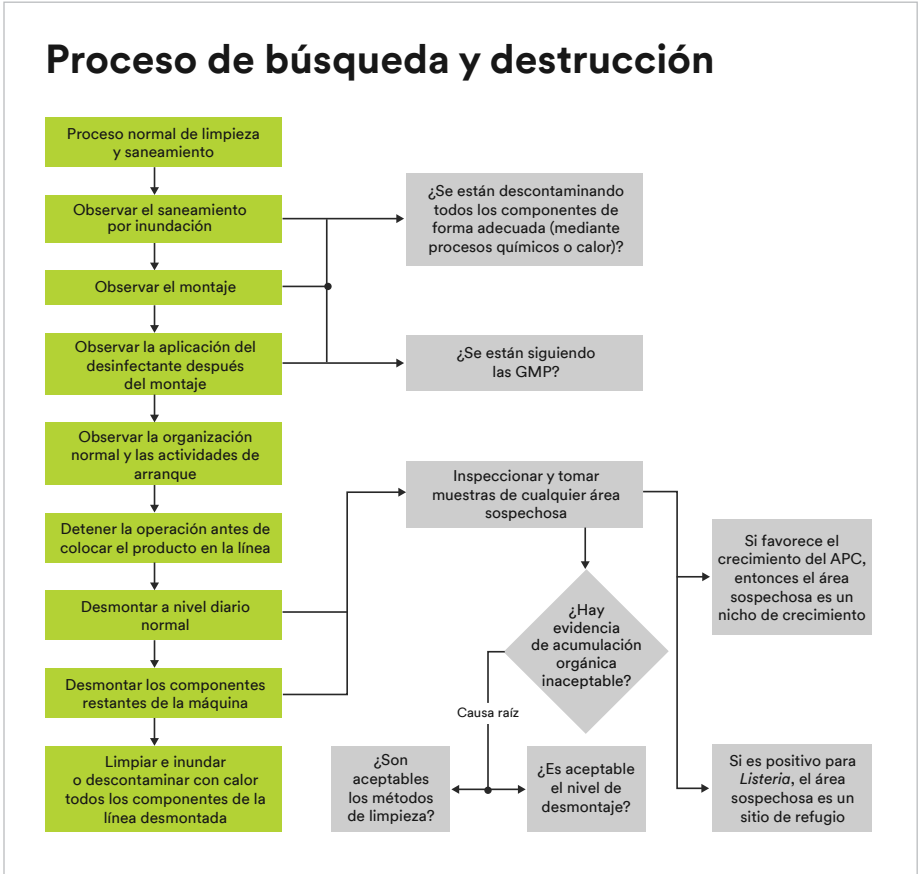 Proceso de búsqueda y destrucción
Proceso normal de limpieza
y saneamiento
Observar el saneamiento
por inundación
Observar el montaje
Observar la aplicación del
desinfectante después
del montaje
Observar la organización
normal y las actividades de
arranque
Detener la operación antes de
colocar el producto en la línea
Desmontar a nivel diario
normal
Desmontar los componentes
restantes de la máquina
Limpiar e inundar
o descontaminar con calor
todos los componentes de la
línea desmontada
¿Se están descontaminando
todos los componentes de
forma adecuada (mediante
procesos químicos o calor)?
¿Se están siguiendo
las GMP?
Inspeccionar y tomar
muestras de cualquier área
sospechosa
¿Hay
evidencia
de acumulación
orgánica
inaceptable?
Causa raíz
¿Son
aceptables
los métodos
de limpieza?
¿Es aceptable
el nivel de
desmontaje?
Si favorece el
crecimiento del APC,
entonces el área
sospechosa es un
nicho de crecimiento
Si es positivo para
Listeria, el área
sospechosa es un
sitio de refugio